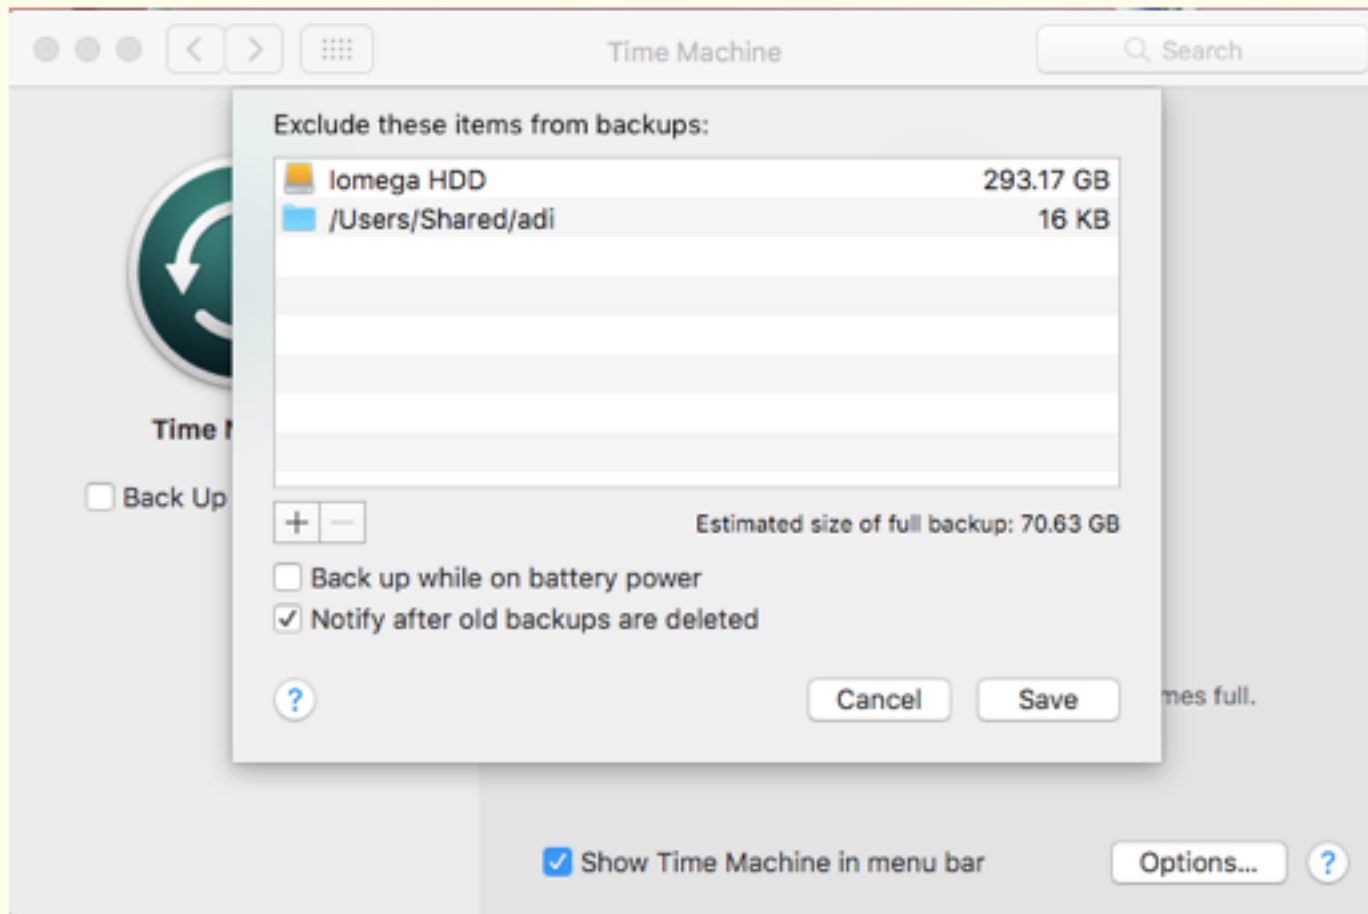 Time Machine
Search
Exclude these items from backups:
Iomega HDD 293.17 GB
/Users/Shared/adi 16 KB
Time
Back Up
+ − Estimated size of full backup: 70.63 GB
Back up while on battery power
Notify after old backups are deleted
? Cancel Save
full.
Show Time Machine in menu bar Options... ?